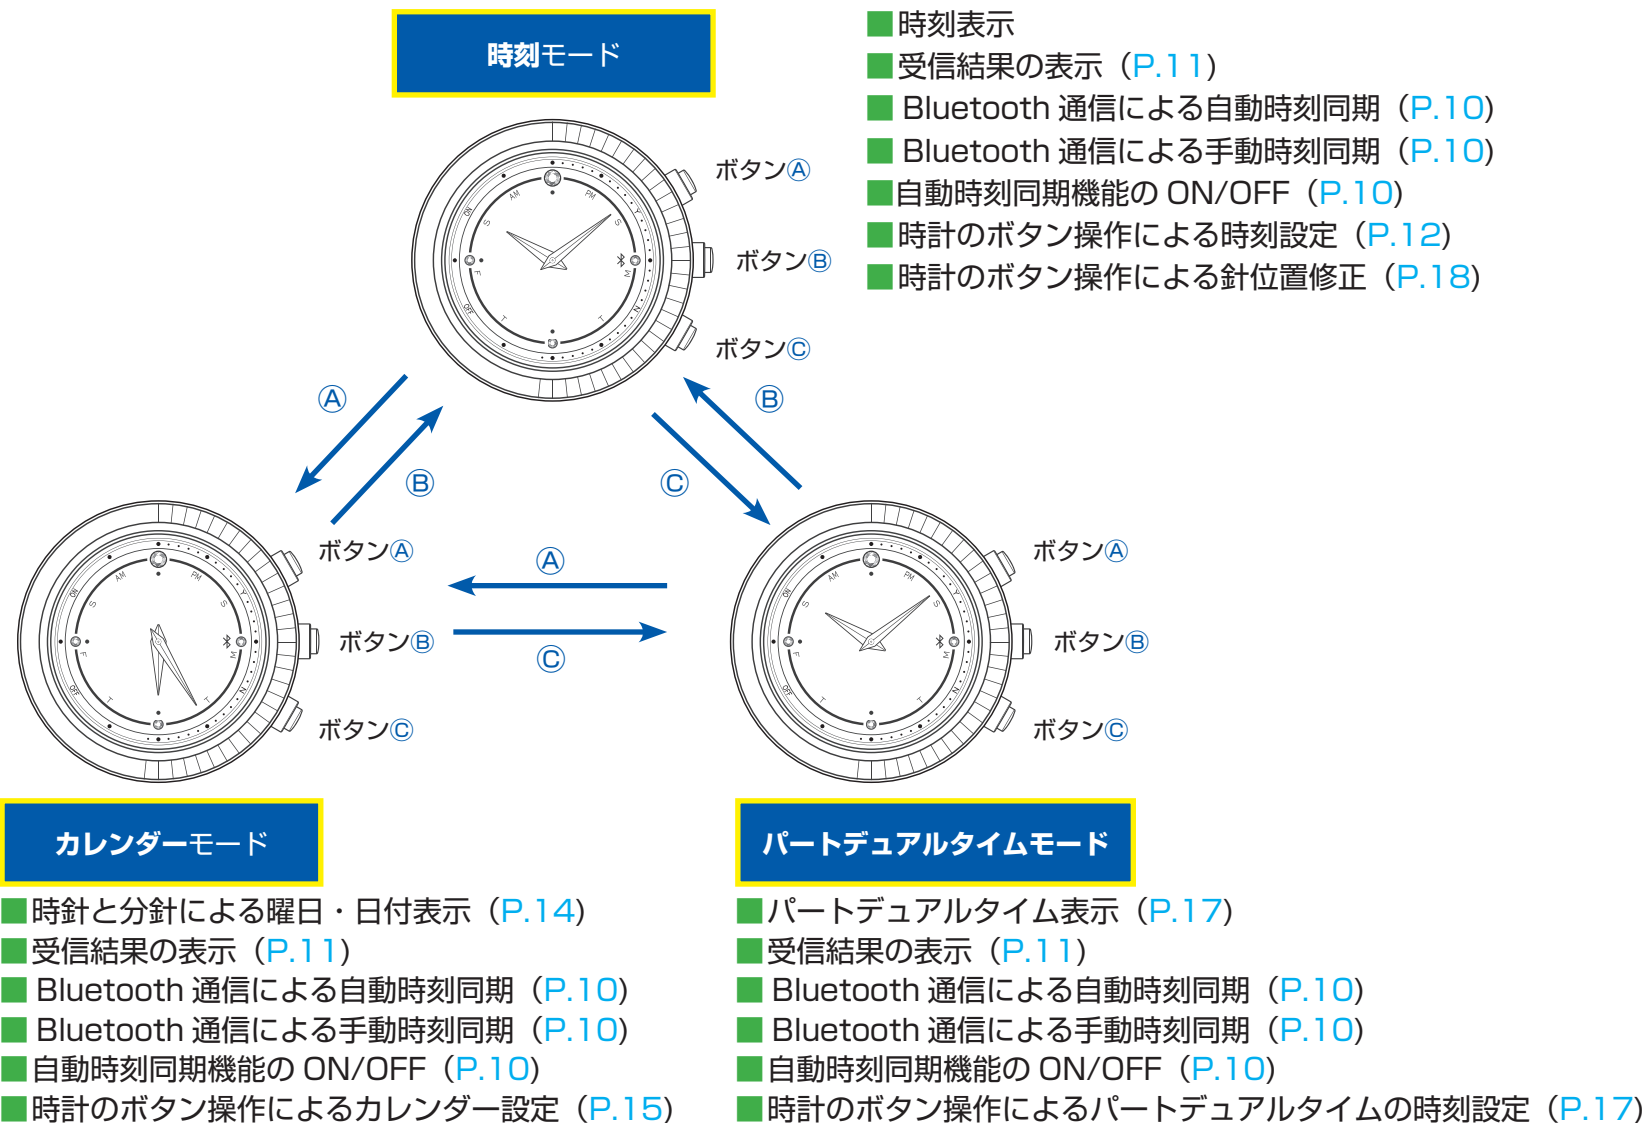 時刻モード
■時刻表示
■受信結果の表示（P.11）
■ Bluetooth 通信による自動時刻同期（P.10）
■ Bluetooth 通信による手動時刻同期（P.10）
■自動時刻同期機能の ON/OFF（P.10）
■時計のボタン操作による時刻設定（P.12）
■時計のボタン操作による針位置修正（P.18）
AM
PM
ON
OFF
S
S
Y
F
M
T
T
N
ボタンⒶ
ボタンⒷ
ボタンⒸ
Ⓐ
Ⓑ
Ⓑ
Ⓒ
AM
PM
ON
OFF
S
S
Y
F
M
T
T
N
ボタンⒶ
ボタンⒷ
ボタンⒸ
Ⓐ
Ⓒ
AM
PM
ON
OFF
S
S
Y
F
M
T
T
N
ボタンⒶ
ボタンⒷ
ボタンⒸ
カレンダーモード
■時針と分針による曜日・日付表示（P.14）
■受信結果の表示（P.11）
■ Bluetooth 通信による自動時刻同期（P.10）
■ Bluetooth 通信による手動時刻同期（P.10）
■自動時刻同期機能の ON/OFF（P.10）
■時計のボタン操作によるカレンダー設定（P.15）
パートデュアルタイムモード
■パートデュアルタイム表示（P.17）
■受信結果の表示（P.11）
■ Bluetooth 通信による自動時刻同期（P.10）
■ Bluetooth 通信による手動時刻同期（P.10）
■自動時刻同期機能の ON/OFF（P.10）
■時計のボタン操作によるパートデュアルタイムの時刻設定（P.17）